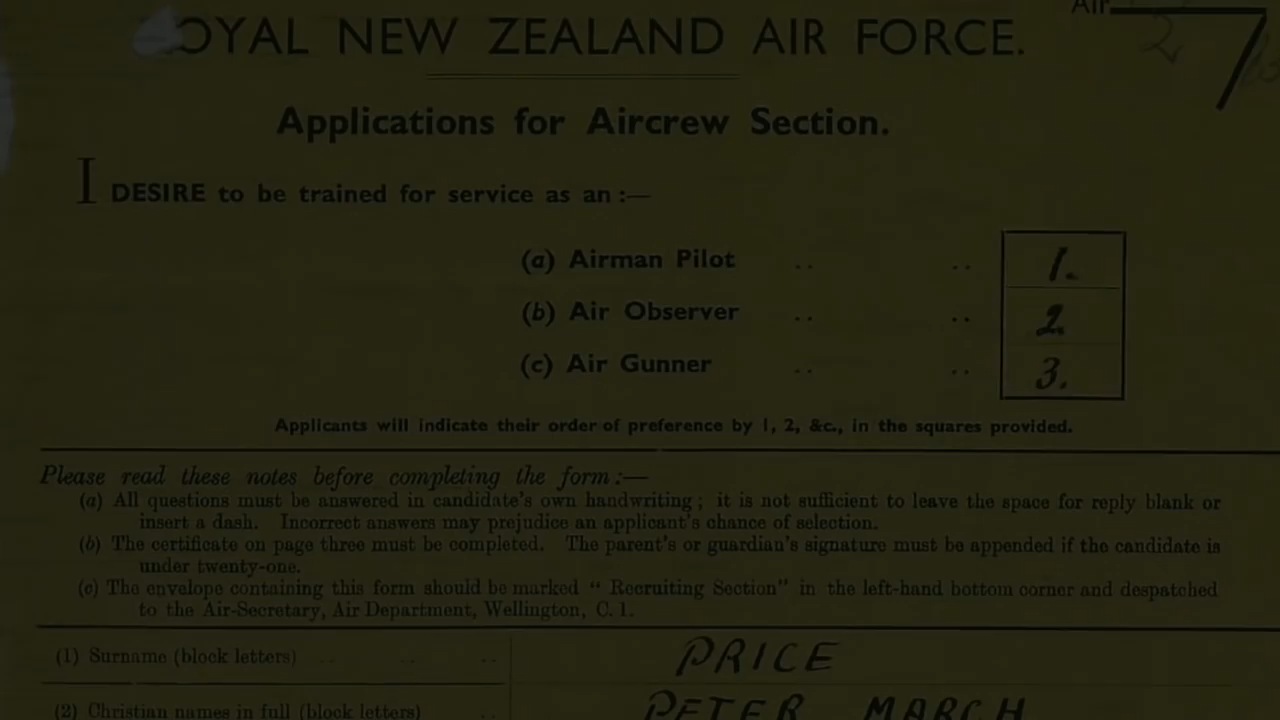 Air
ROYAL NEW ZEALAND AIR FORCE.
2 7
Applications for Aircrew Section.
I DESIRE to be trained for service as an :—
(a) Airman Pilot .. .. 1.
(b) Air Observer .. .. 2.
(c) Air Gunner .. .. 3.
Applicants will indicate their order of preference by 1, 2, &c., in the squares provided.
Please read these notes before completing the form :—
(a) All questions must be answered in candidate's own handwriting ; it is not sufficient to leave the space for reply blank or
insert a dash. Incorrect answers may prejudice an applicant's chance of selection.
(b) The certificate on page three must be completed. The parent's or guardian's signature must be appended if the candidate is
under twenty-one.
(c) The envelope containing this form should be marked " Recruiting Section" in the left-hand bottom corner and despatched
to the Air-Secretary, Air Department, Wellington, C. 1.
(1) Surname (block letters) .. .. .. PRICE
(2) Christian names in full (block letters) .. PETER MARCH